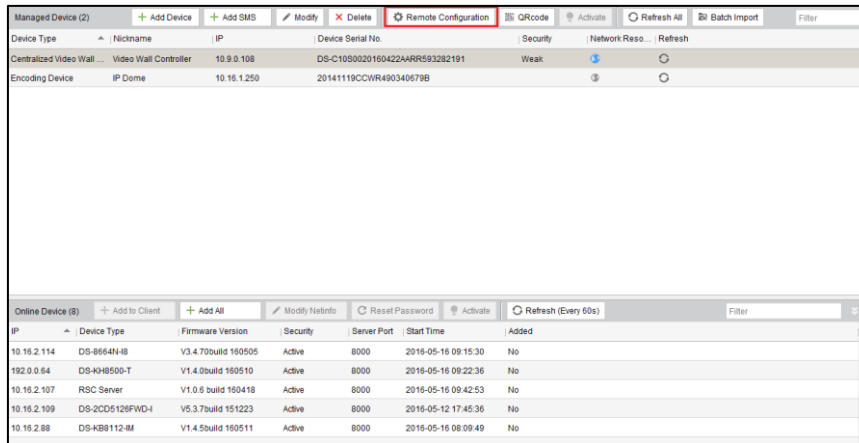 Managed Device (2) Add Device Add SMS Modify Delete Remote Configuration QRcode Activate Refresh All Batch Import Filter
Device Type Nickname IP Device Serial No. Security Network Reso... Refresh
Centralized Video Wall ... Video Wall Controller 10.9.0.108 DS-C10S0020160422AARR593282191 Weak
Encoding Device IP Dome 10.16.1.250 20141119CCWR490340679B
Online Device (8) Add to Client Add All Modify Netinfo Reset Password Activate Refresh (Every 60s) Filter
IP Device Type Firmware Version Security Server Port Start Time Added
10.16.2.114 DS-8664N-I8 V3.4.70build 160505 Active 8000 2016-05-16 09:15:30 No
192.0.0.64 DS-KH8500-T V1.4.0build 160510 Active 8000 2016-05-16 09:22:36 No
10.16.2.107 RSC Server V1.0.6 build 160418 Active 8000 2016-05-16 09:42:53 No
10.16.2.109 DS-2CD5126FWD-I V5.3.7build 151223 Active 8000 2016-05-12 17:45:36 No
10.16.2.88 DS-KB8112-IM V1.4.5build 160511 Active 8000 2016-05-16 08:09:49 No